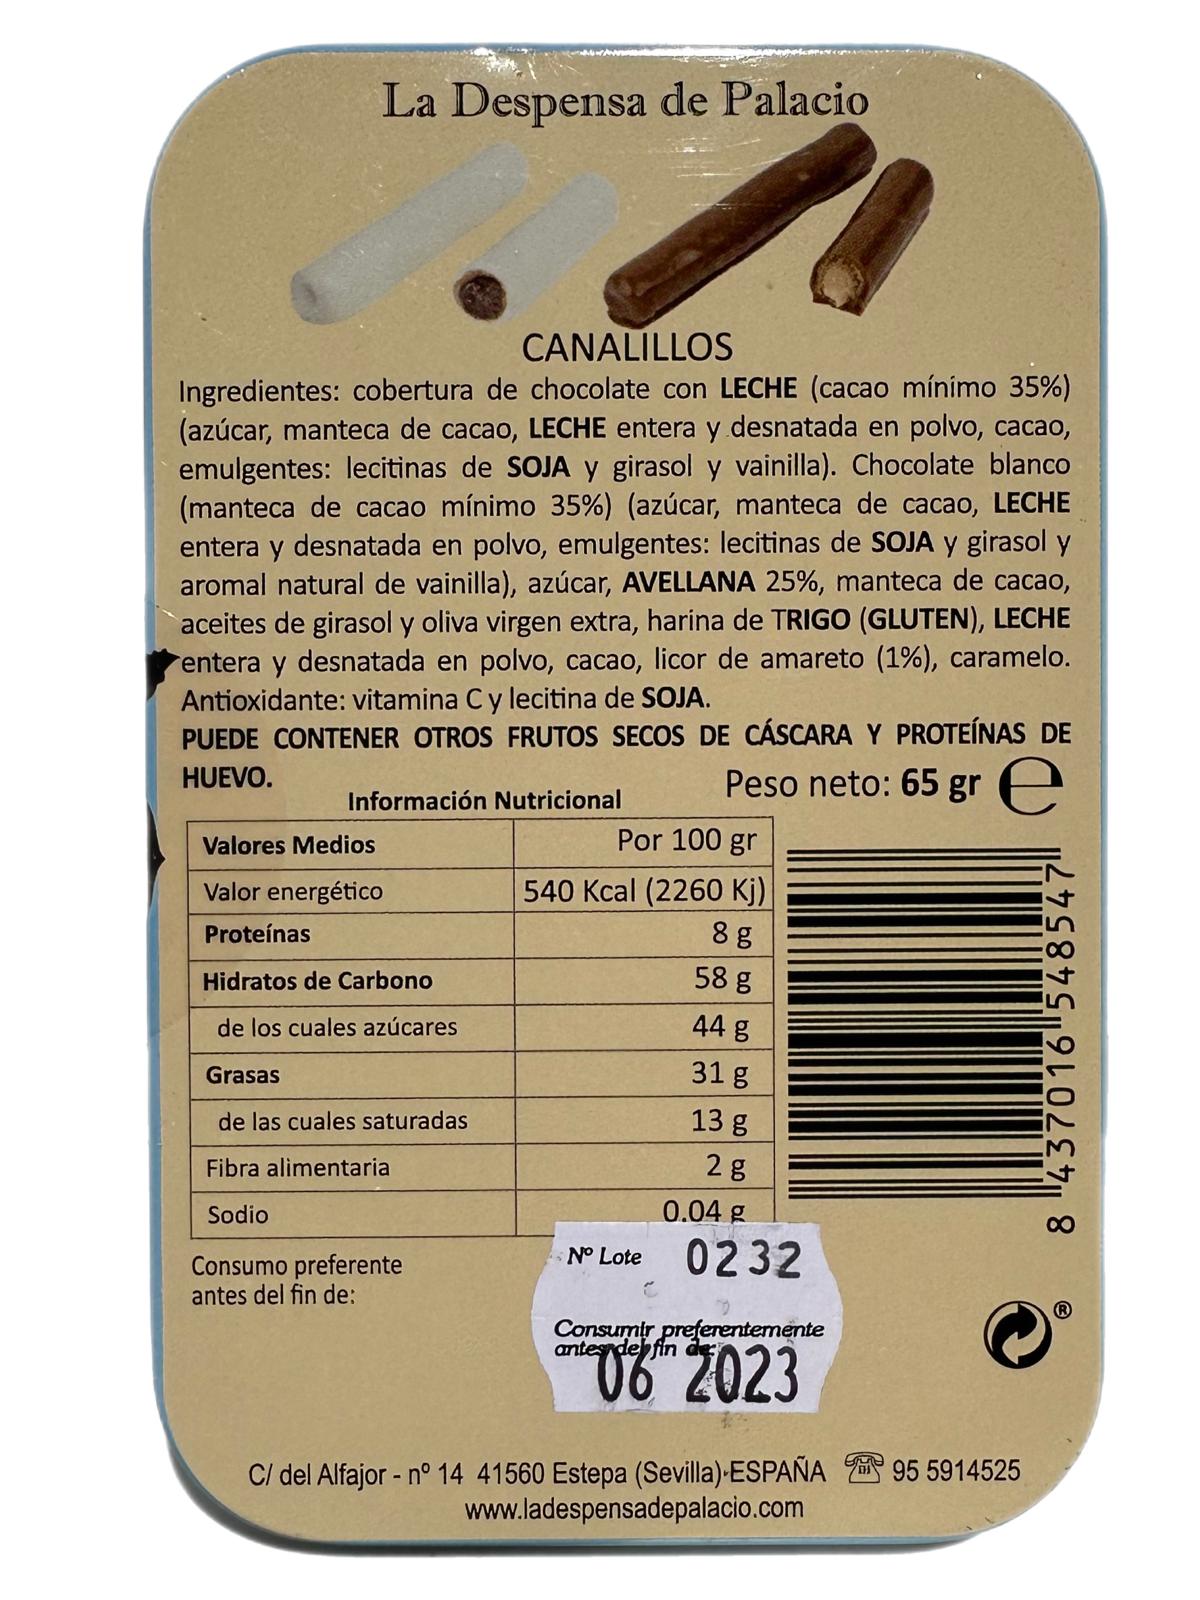 La Despensa de Palacio
CANALILLOS
Ingredientes: cobertura de chocolate con LECHE (cacao mínimo 35%)
(azúcar, manteca de cacao, LECHE entera y desnatada en polvo, cacao,
emulgentes: lecitinas de SOJA y girasol y vainilla). Chocolate blanco
(manteca de cacao mínimo 35%) (azúcar, manteca de cacao, LECHE
entera y desnatada en polvo, emulgentes: lecitinas de SOJA y girasol y
aromal natural de vainilla), azúcar, AVELLANA 25%, manteca de cacao,
aceites de girasol y oliva virgen extra, harina de TRIGO (GLUTEN), LECHE
entera y desnatada en polvo, cacao, licor de amareto (1%), caramelo.
Antioxidante: vitamina C y lecitina de SOJA.
PUEDE CONTENER OTROS FRUTOS SECOS DE CÁSCARA Y PROTEÍNAS DE
HUEVO.
Peso neto: 65 gr e
Información Nutricional
Valores Medios Por 100 gr
Valor energético 540 Kcal (2260 Kj)
Proteínas 8 g
Hidratos de Carbono 58 g
de los cuales azúcares 44 g
Grasas 31 g
de las cuales saturadas 13 g
Fibra alimentaria 2 g
Sodio 0.04 g
8 437016 548547
Consumo preferente
antes del fin de:
Nº Lote 0232
Consumir preferentemente
antes del fin de:
06 2023
®
C/ del Alfajor - nº 14 41560 Estepa (Sevilla)-ESPAÑA 95 5914525
www.ladespensadepalacio.com